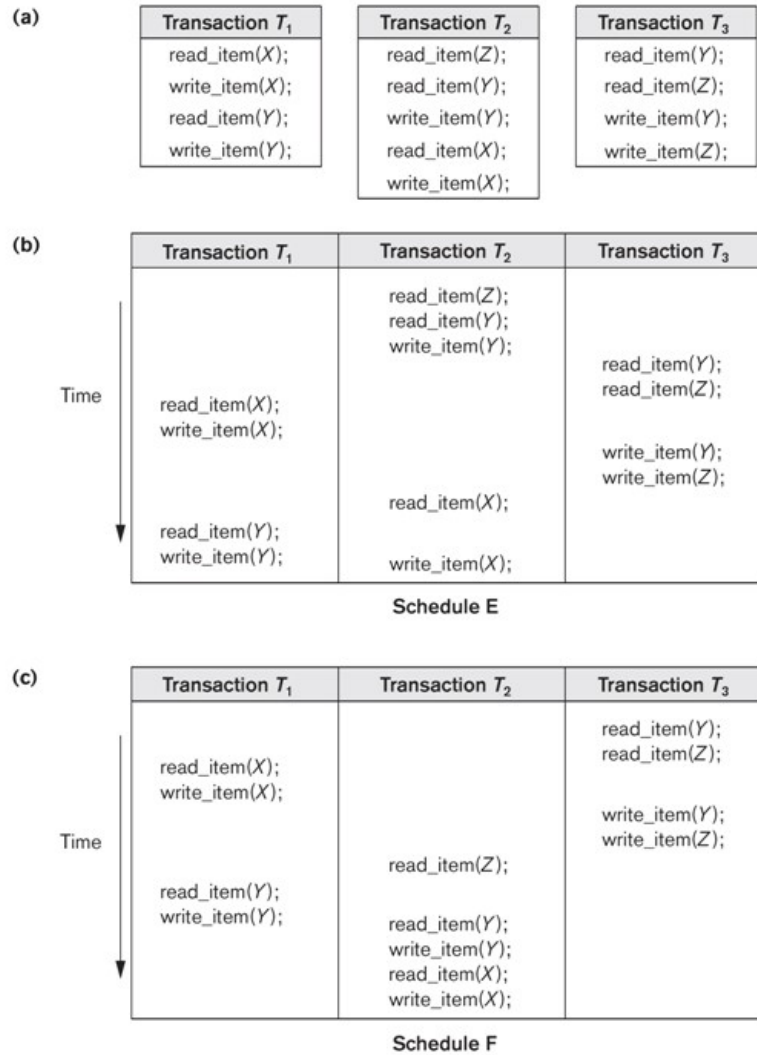 (a)
Transaction T₁ Transaction T₂ Transaction T₃
read_item(X); read_item(Z); read_item(Y);
write_item(X); read_item(Y); read_item(Z);
read_item(Y); write_item(Y); write_item(Y);
write_item(Y); read_item(X); write_item(Z);
write_item(X);
(b)
Transaction T₁ Transaction T₂ Transaction T₃
read_item(Z);
read_item(Y);
write_item(Y);
read_item(Y);
read_item(Z);
Time
read_item(X);
write_item(X);
write_item(Y);
write_item(Z);
read_item(X);
read_item(Y);
write_item(Y); write_item(X);
Schedule E
(c)
Transaction T₁ Transaction T₂ Transaction T₃
read_item(Y);
read_item(Z);
read_item(X);
write_item(X);
write_item(Y);
Time
write_item(Z);
read_item(Z);
read_item(Y);
write_item(Y);
read_item(Y);
write_item(Y);
read_item(X);
write_item(X);
Schedule F